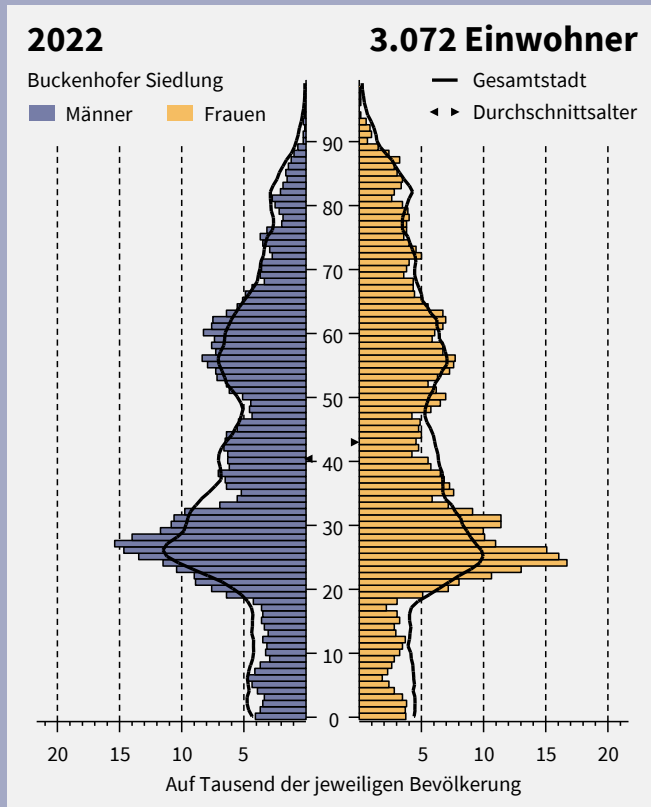 2022
3.072 Einwohner
Buckenhofer Siedlung
Männer
Frauen
Gesamtstadt
Durchschnittsalter
90
80
70
60
50
40
30
20
10
0
20 15 10 5 5 10 15 20
Auf Tausend der jeweiligen Bevölkerung